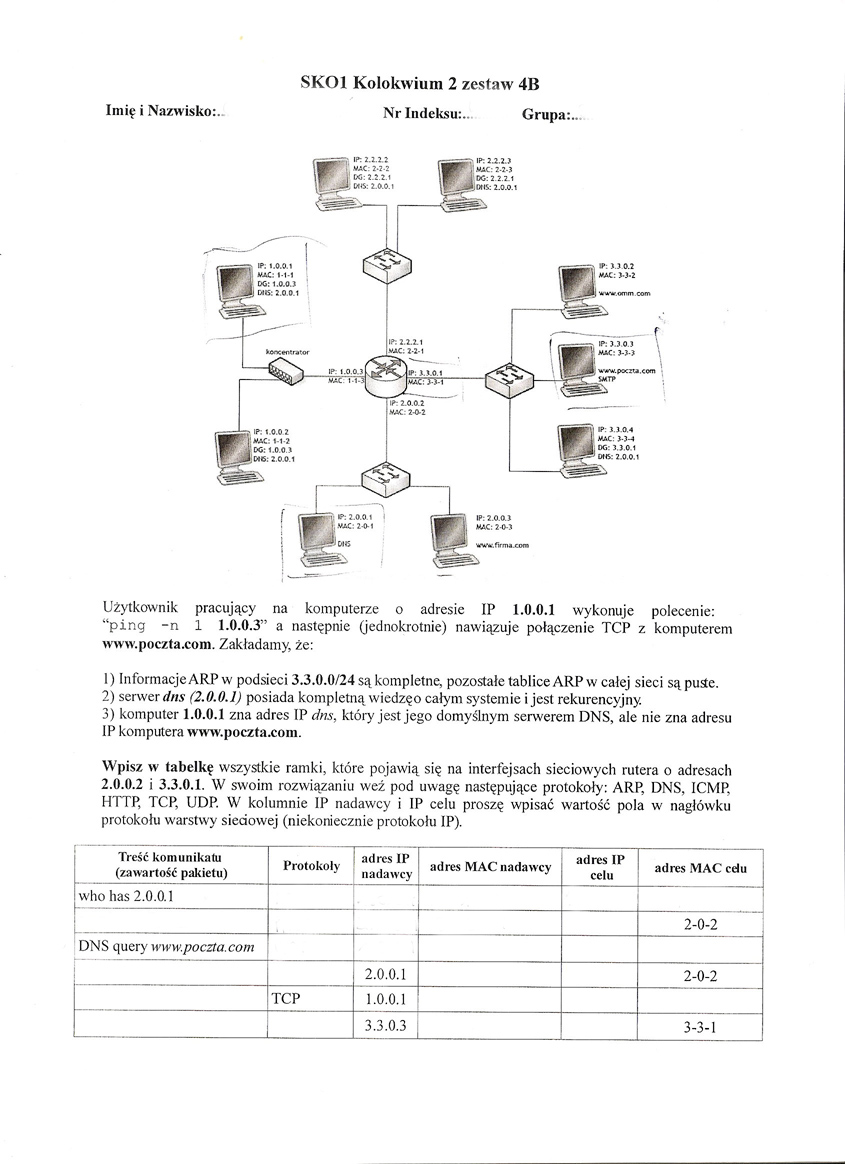 SKO1 Kolokwium 2 zestaw 4B
Imię i Nazwisko:.. Nr Indeksu:.... Grupa:.....
IP: 2.2.2.2
MAC: 2-2-2
DG: 2.2.2.1
DNS: 2.0.0.1
IP: 2.2.2.3
MAC: 2-2-3
DG: 2.2.2.1
DNS: 2.0.0.1
IP: 1.0.0.1
MAC: 1-1-1
DG: 1.0.0.3
DNS: 2.0.0.1
IP: 3.3.0.2
MAC: 3-3-2
www.omm.com
koncentrator
IP: 2.2.2.1
MAC: 2-2-1
IP: 1.0.0.3
MAC: 1-1-3
IP: 3.3.0.1
MAC: 3-3-1
IP: 2.0.0.2
MAC: 2-0-2
IP: 3.3.0.3
MAC: 3-3-3
www.poczta.com
SMTP
IP: 1.0.0.2
MAC: 1-1-2
DG: 1.0.0.3
DNS: 2.0.0.1
IP: 3.3.0.4
MAC: 3-3-4
DG: 3.3.0.1
DNS: 2.0.0.1
IP: 2.0.0.1
MAC: 2-0-1
DNS
IP: 2.0.0.3
MAC: 2-0-3
www.firma.com
Użytkownik pracujący na komputerze o adresie IP 1.0.0.1 wykonuje polecenie:
“ping -n 1 1.0.0.3” a następnie (jednokrotnie) nawiązuje połączenie TCP z komputerem
www.poczta.com. Zakładamy, że:
1) Informacje ARP w podsieci 3.3.0.0/24 są kompletne, pozostałe tablice ARP w całej sieci są puste.
2) serwer dns (2.0.0.1) posiada kompletną wiedzę o całym systemie i jest rekurencyjny.
3) komputer 1.0.0.1 zna adres IP dns, który jest jego domyślnym serwerem DNS, ale nie zna adresu
IP komputera www.poczta.com.
Wpisz w tabelkę wszystkie ramki, które pojawią się na interfejsach sieciowych rutera o adresach
2.0.0.2 i 3.3.0.1. W swoim rozwiązaniu weź pod uwagę następujące protokoły: ARP, DNS, ICMP,
HTTP, TCP, UDP. W kolumnie IP nadawcy i IP celu proszę wpisać wartość pola w nagłówku
protokołu warstwy sieciowej (niekoniecznie protokołu IP).
Treść komunikatu (zawartość pakietu) Protokoły adres IP nadawcy adres MAC nadawcy adres IP celu adres MAC celu
who has 2.0.0.1
2-0-2
DNS query www.poczta.com
2.0.0.1 2-0-2
TCP 1.0.0.1
3.3.0.3 3-3-1